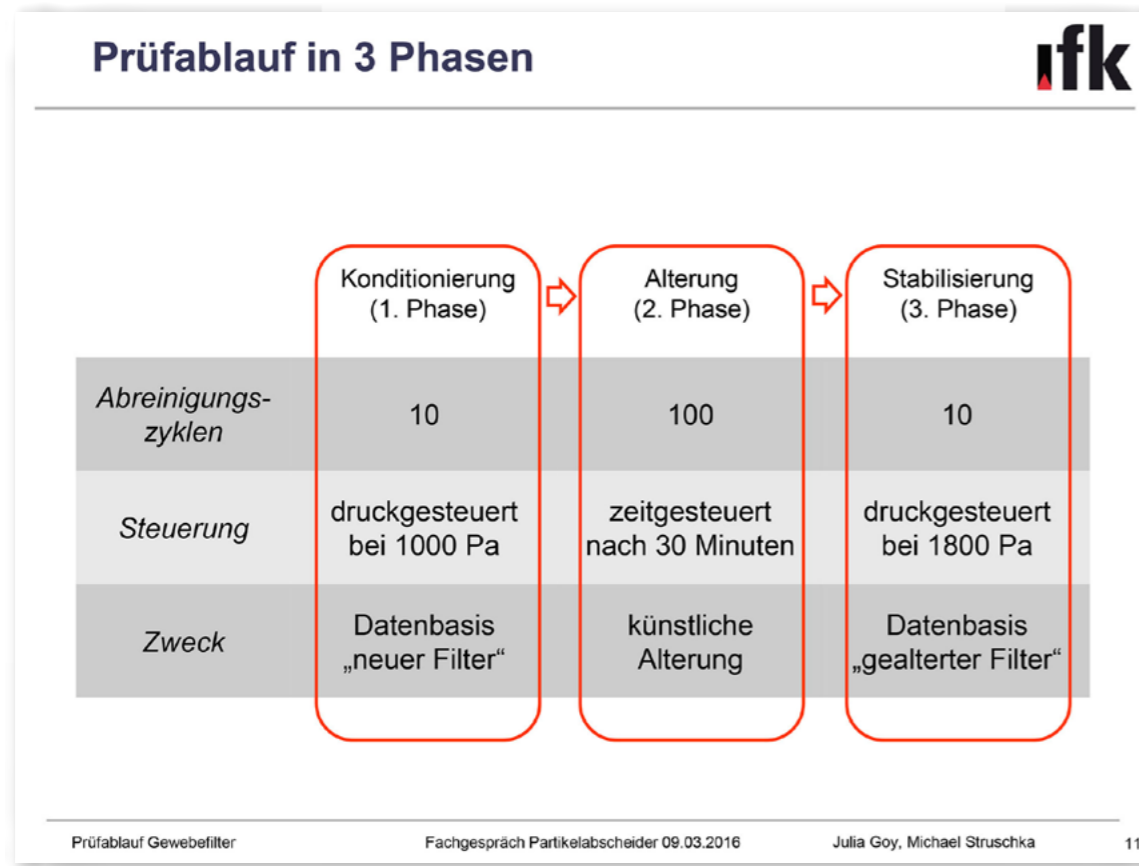 Prüfablauf in 3 Phasen
ifk
Konditionierung
(1. Phase)
Alterung
(2. Phase)
Stabilisierung
(3. Phase)
Abreinigungs-
zyklen
10
100
10
Steuerung
druckgesteuert
bei 1000 Pa
zeitgesteuert
nach 30 Minuten
druckgesteuert
bei 1800 Pa
Zweck
Datenbasis
„neuer Filter“
künstliche
Alterung
Datenbasis
„gealterter Filter“
Prüfablauf Gewebefilter
Fachgespräch Partikelabscheider 09.03.2016
Julia Goy, Michael Struschka
11